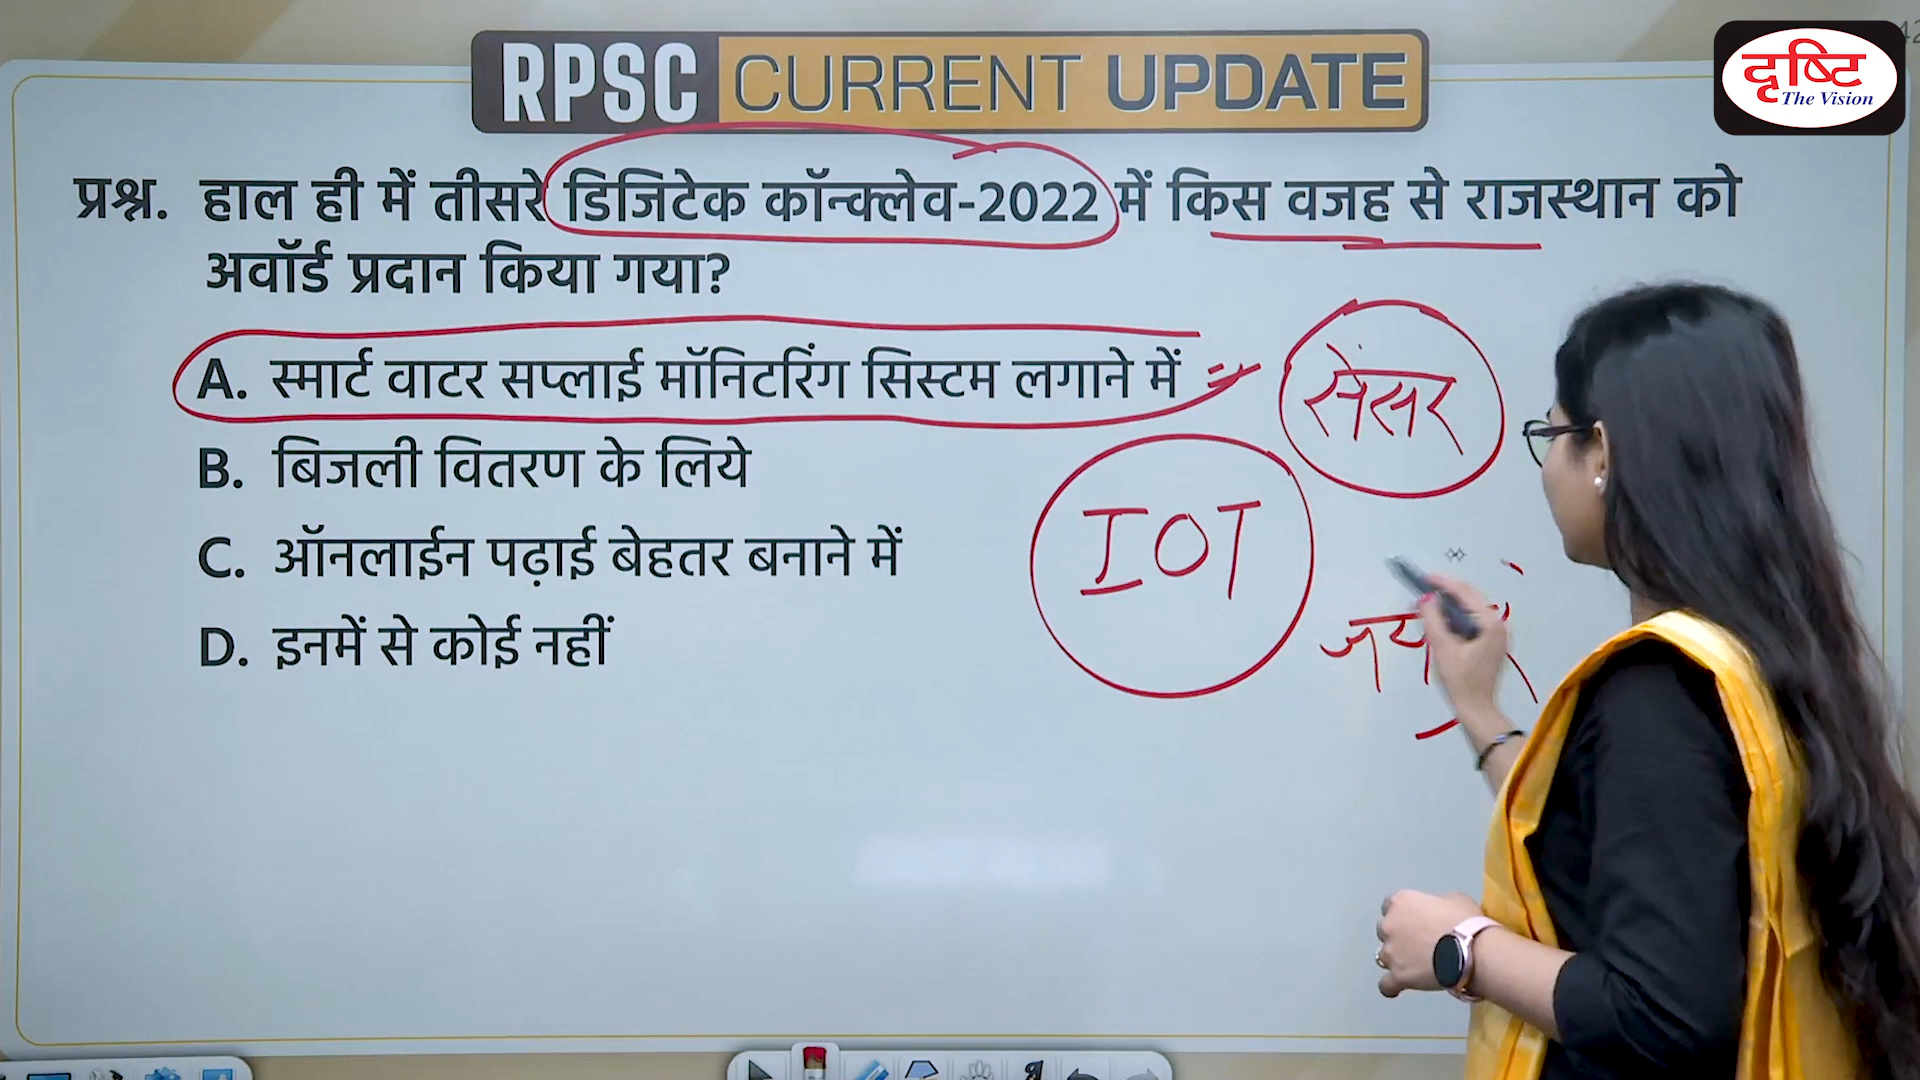 RPSC CURRENT UPDATE
दृष्टि
The Vision
प्रश्न. हाल ही में तीसरे डिजिटेक कॉन्क्लेव-2022 में किस वजह से राजस्थान को
अवॉर्ड प्रदान किया गया?
A. स्मार्ट वाटर सप्लाई मॉनिटरिंग सिस्टम लगाने में
सेंसर
B. बिजली वितरण के लिये
IOT
C. ऑनलाईन पढ़ाई बेहतर बनाने में
D. इनमें से कोई नहीं